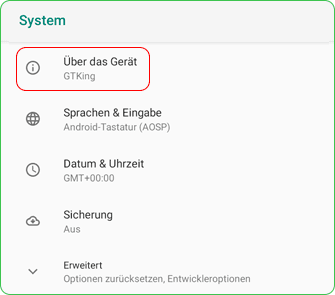 System
Über das Gerät
GTKing
Sprachen & Eingabe
Android-Tastatur (AOSP)
Datum & Uhrzeit
GMT+00:00
Sicherung
Aus
Erweitert
Optionen zurücksetzen, Entwickleroptionen